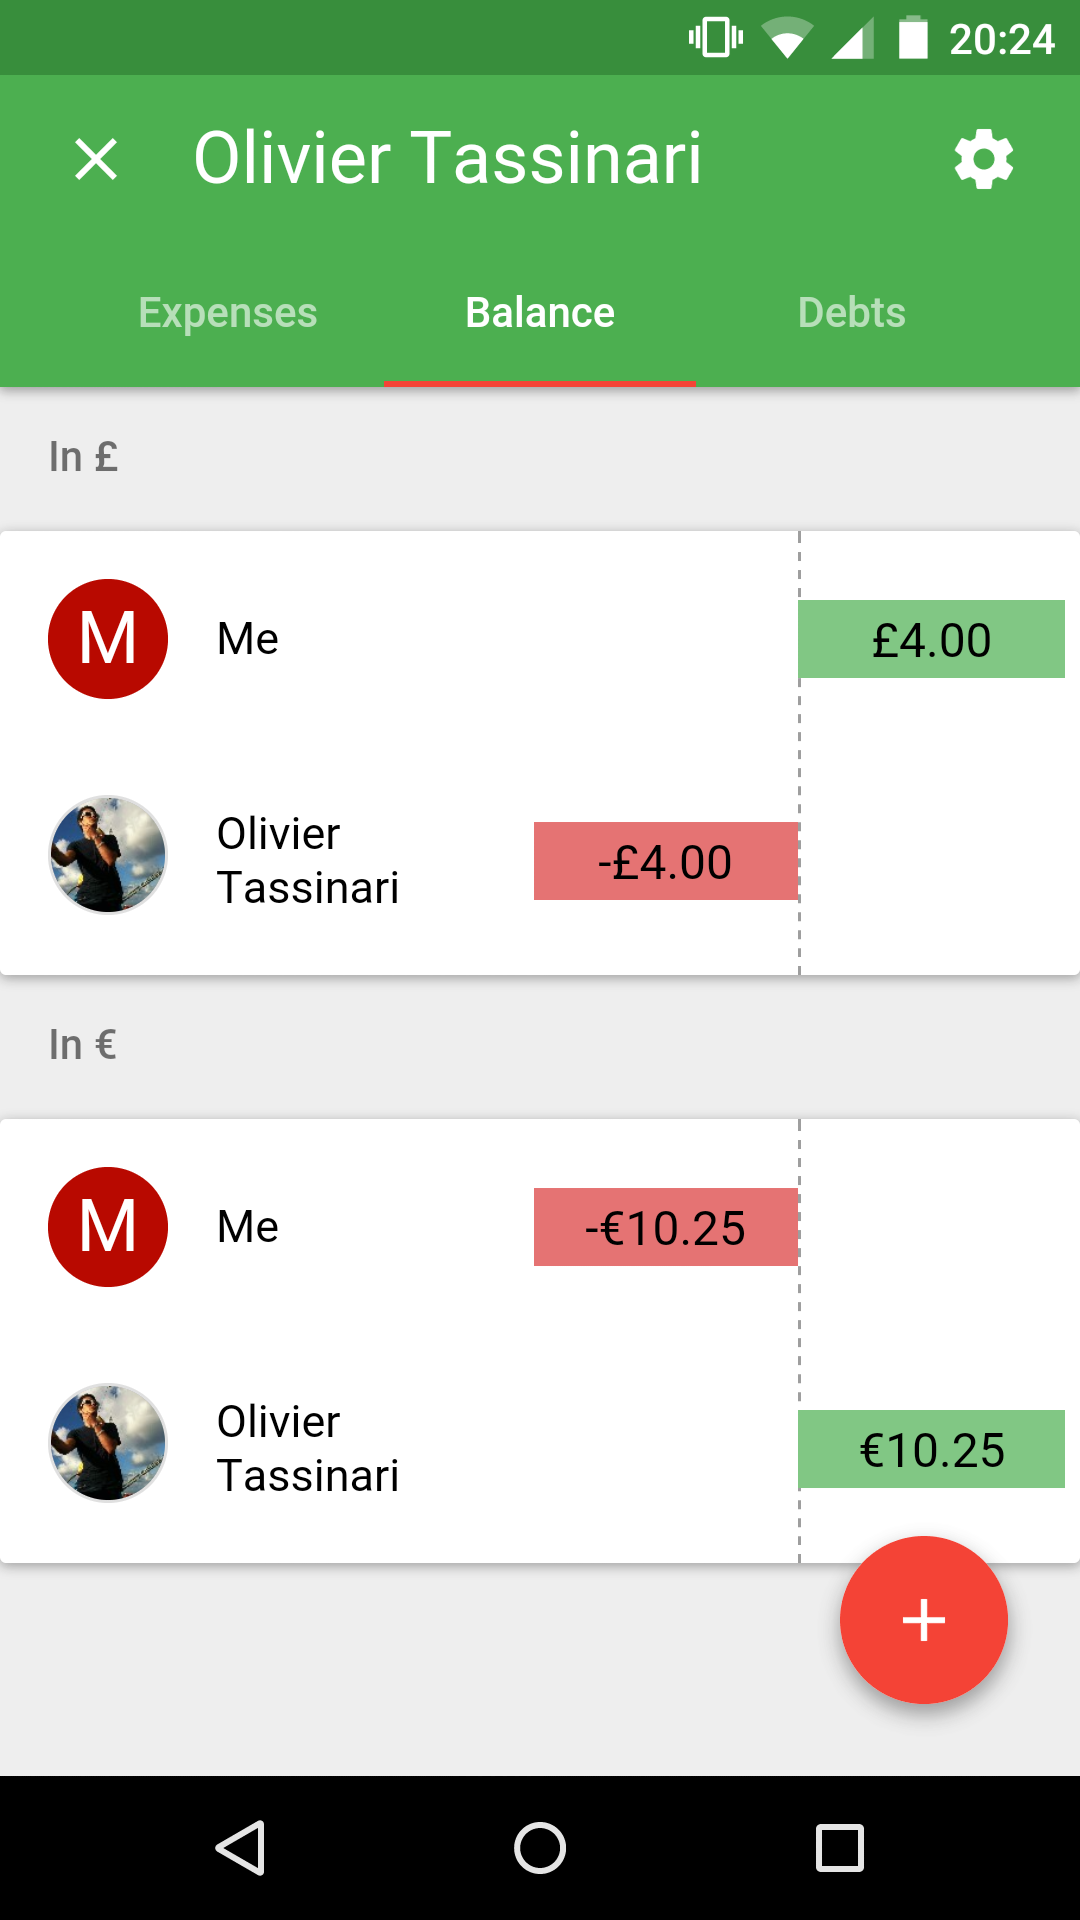 20:24
Olivier Tassinari
Expenses Balance Debts
In £
M Me £4.00
Olivier
Tassinari
-£4.00
In €
M Me -€10.25
Olivier
Tassinari
€10.25